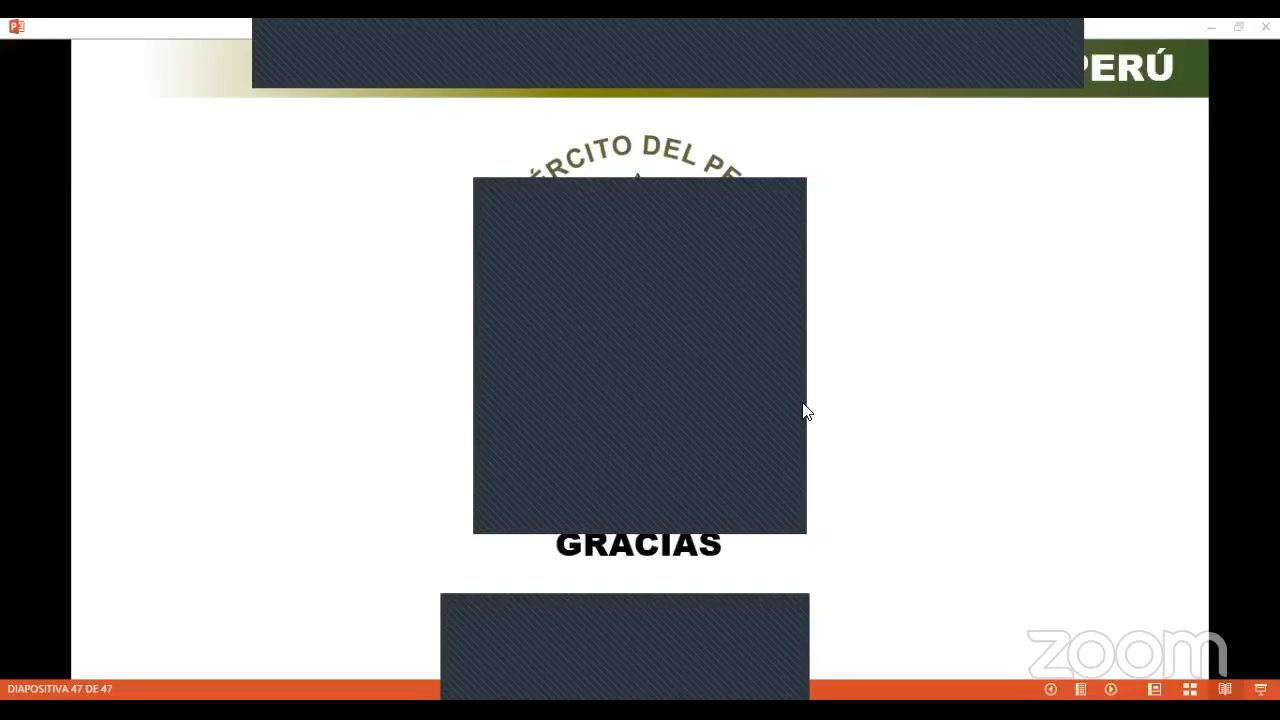 PERÚ
ÉRCITO DEL PE
GRACIAS
zoom
DIAPOSITIVA 47 DE 47